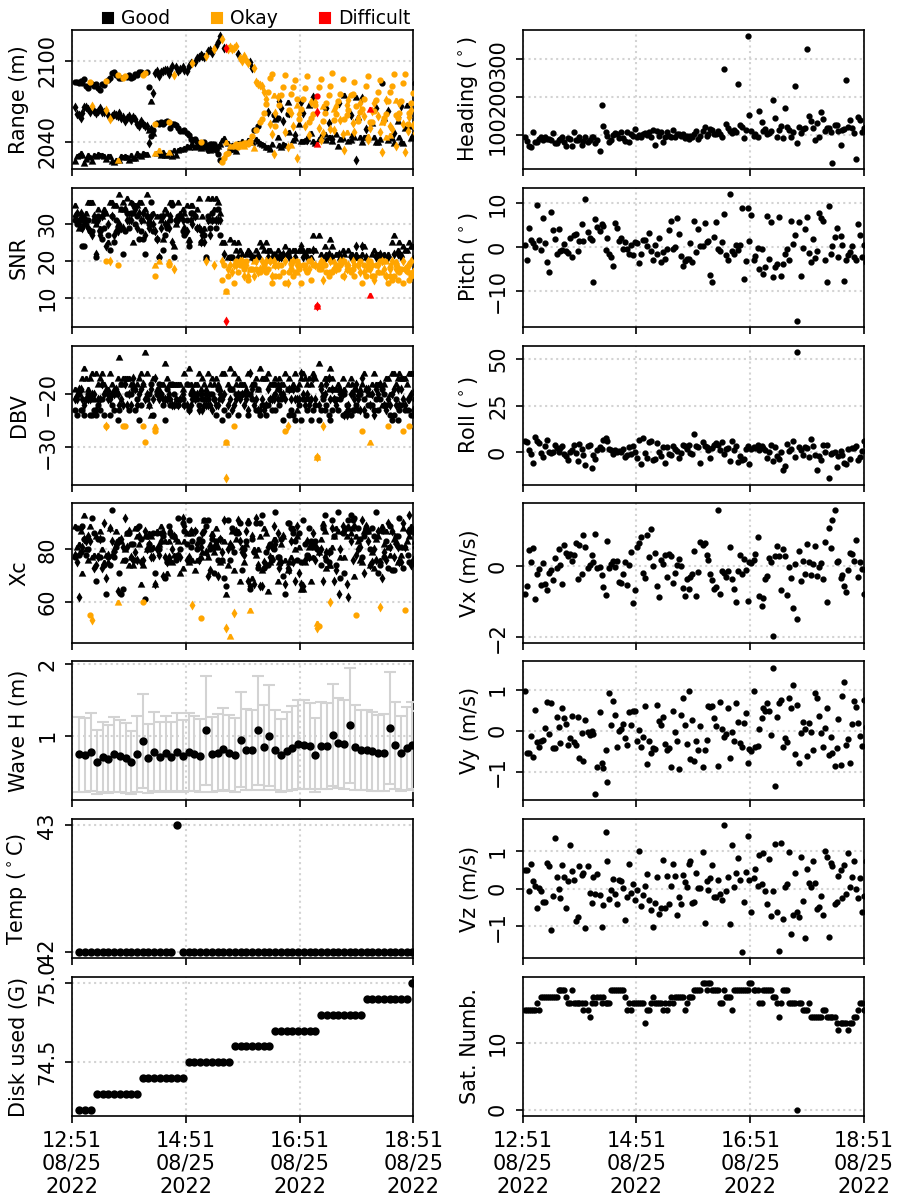 Good Okay Difficult
Range (m)
2100
2040
SNR
30
20
10
DBV
−20
−30
Xc
80
60
Wave H (m)
2
1
Temp (°C)
43
42
Disk used (G)
75.0
74.5
12:51 14:51 16:51 18:51
08/25 08/25 08/25 08/25
2022 2022 2022 2022
Heading (°)
300
200
100
Pitch (°)
10
0
−10
Roll (°)
50
25
0
Vx (m/s)
0
−2
Vy (m/s)
1
0
−1
Vz (m/s)
1
0
−1
Sat. Numb.
10
0
12:51 14:51 16:51 18:51
08/25 08/25 08/25 08/25
2022 2022 2022 2022